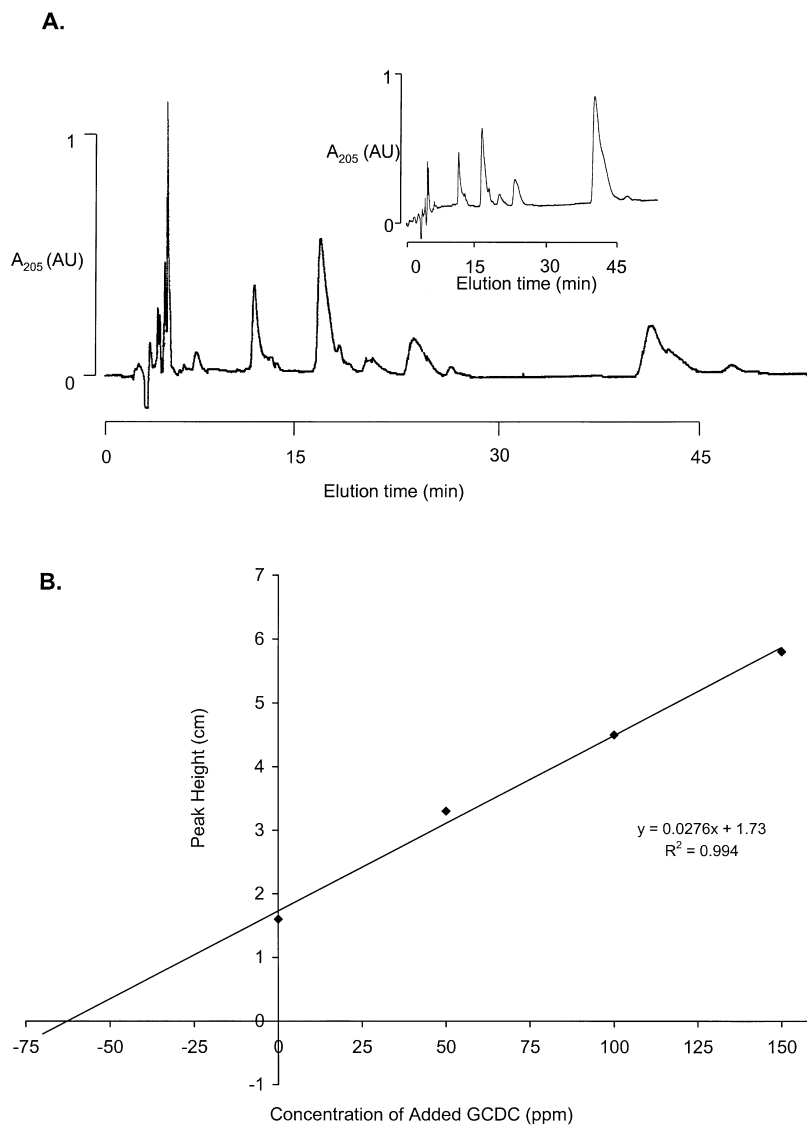 A.
1
A205 (AU)
0
0 15 30 45
Elution time (min)
1
A205 (AU)
0
0 15 30 45
Elution time (min)
B.
7
6
5
4
3
2
1
0
-1
Peak Height (cm)
y = 0.0276x + 1.73
R2 = 0.994
-75 -50 -25 0 25 50 75 100 125 150
Concentration of Added GCDC (ppm)